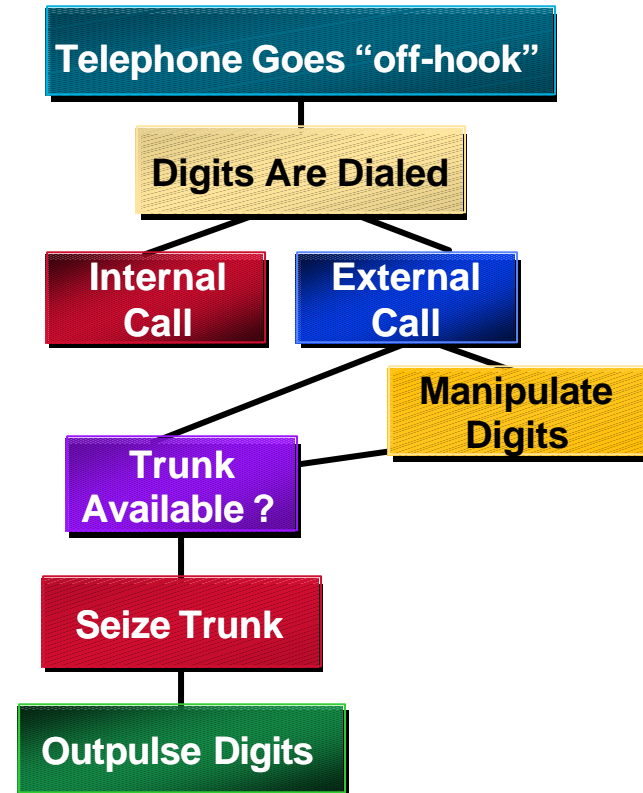 Telephone Goes “off-hook”
Digits Are Dialed
Internal
Call
External
Call
Manipulate
Digits
Trunk
Available ?
Seize Trunk
Outpulse Digits